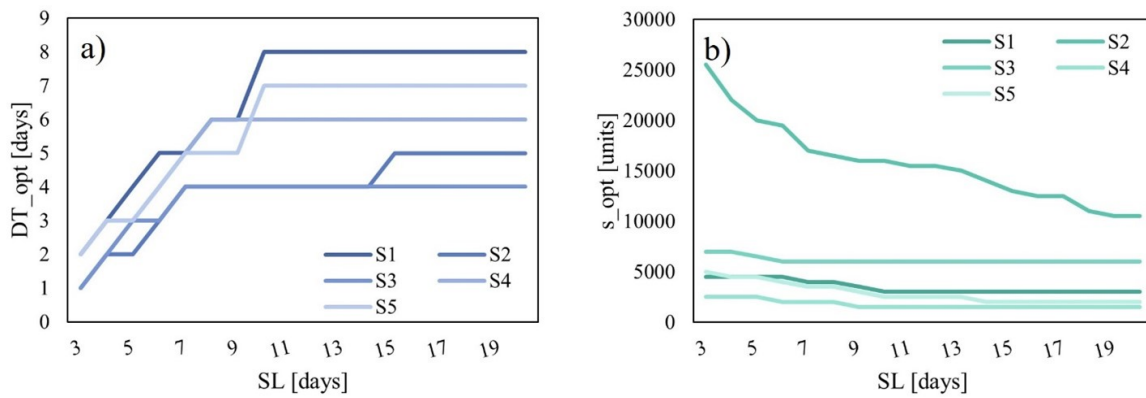 a)
DT_opt [days]
9
8
7
6
5
4
3
2
1
0
S1 S2
S3 S4
S5
3 5 7 9 11 13 15 17 19
SL [days]
b)
s_opt [units]
30000
25000
20000
15000
10000
5000
0
S1 S2
S3 S4
S5
3 5 7 9 11 13 15 17 19
SL [days]